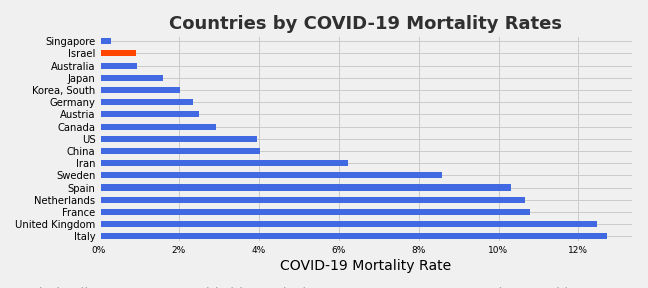 Countries by COVID-19 Mortality Rates
Singapore
Israel
Australia
Japan
Korea, South
Germany
Austria
Canada
US
China
Iran
Sweden
Spain
Netherlands
France
United Kingdom
Italy
0% 2% 4% 6% 8% 10% 12%
COVID-19 Mortality Rate